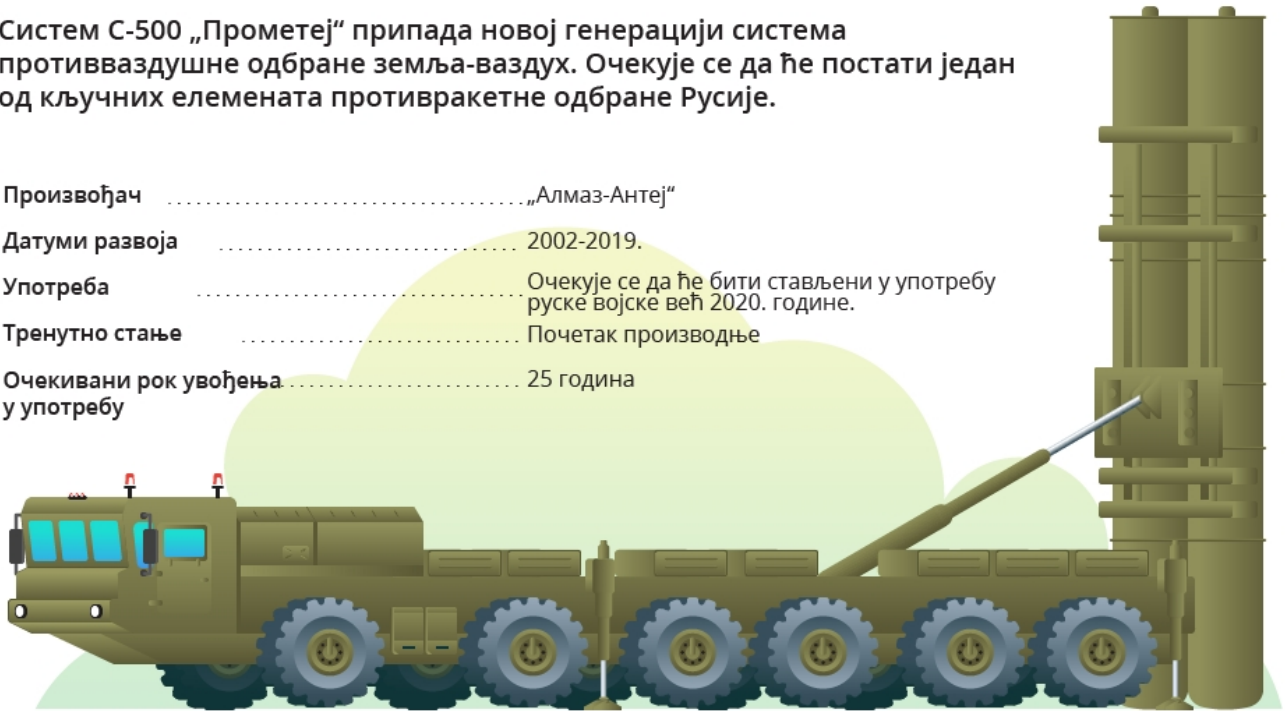 Систем С-500 „Прометеј“ припада новој генерацији система
противваздушне одбране земља-ваздух. Очекује се да ће постати један
од кључних елемената противракетне одбране Русије.
Произвођач „Алмаз-Антеј“
Датуми развоја 2002-2019.
Употреба Очекује се да ће бити стављени у употребу
руске војске већ 2020. године.
Тренутно стање Почетак производње
Очекивани рок увођења 25 година
у употребу